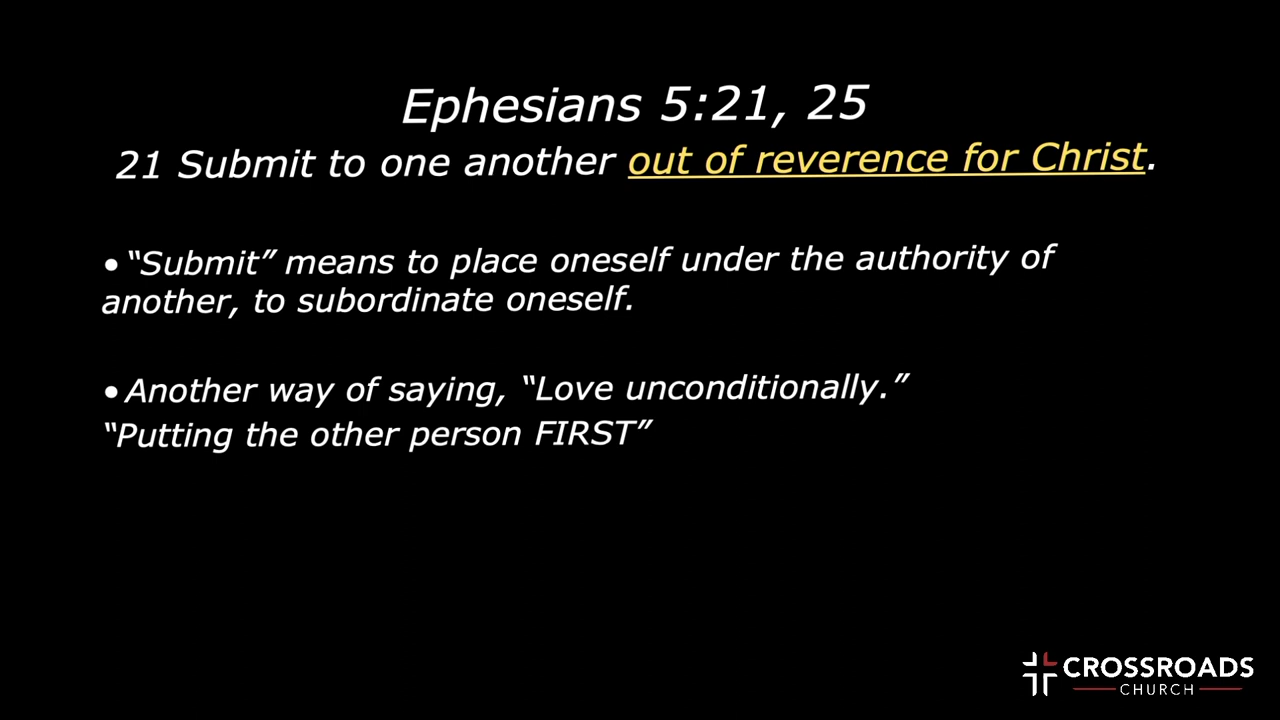 Ephesians 5:21, 25
21 Submit to one another out of reverence for Christ.
• “Submit” means to place oneself under the authority of
another, to subordinate oneself.
• Another way of saying, “Love unconditionally.”
“Putting the other person FIRST”
CROSSROADS
CHURCH